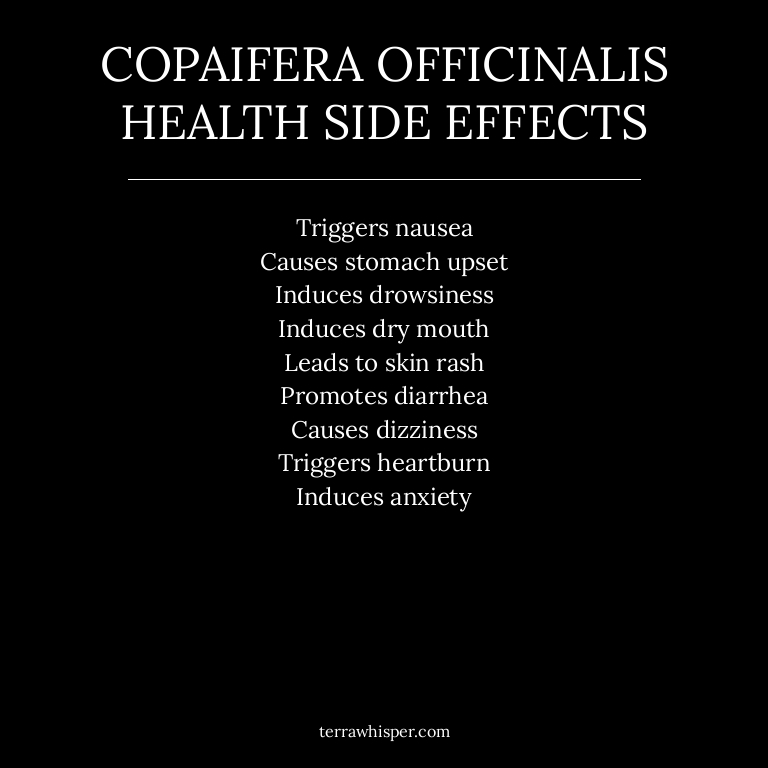 COPAIFERA OFFICINALIS
HEALTH SIDE EFFECTS
Triggers nausea
Causes stomach upset
Induces drowsiness
Induces dry mouth
Leads to skin rash
Promotes diarrhea
Causes dizziness
Triggers heartburn
Induces anxiety
terrawhisper.com